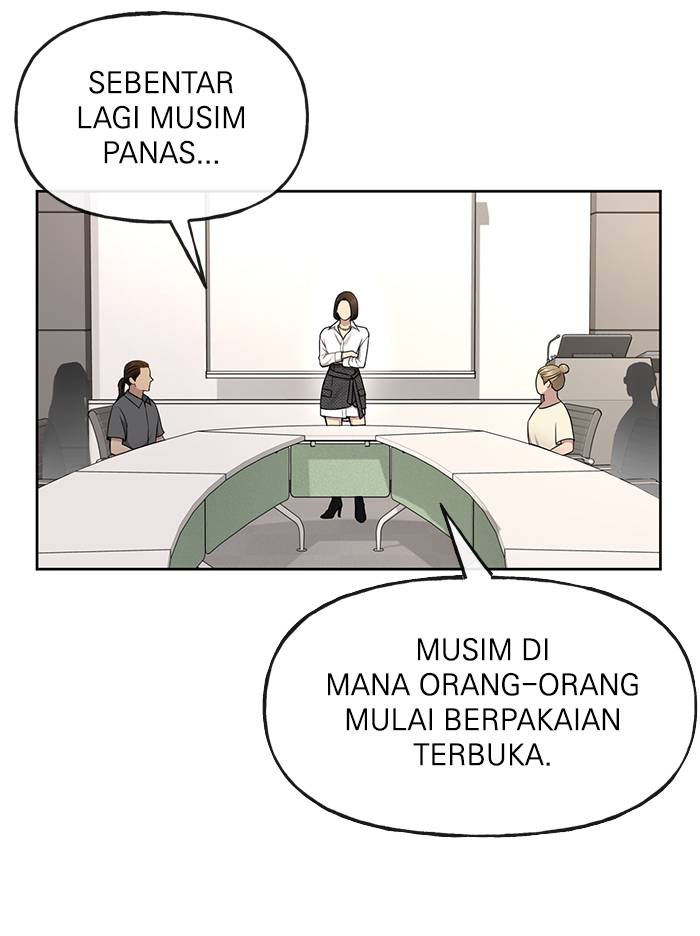 SEBENTAR
LAGI MUSIM
PANAS...
MUSIM DI
MANA ORANG-ORANG
MULAI BERPAKAIAN
TERBUKA.